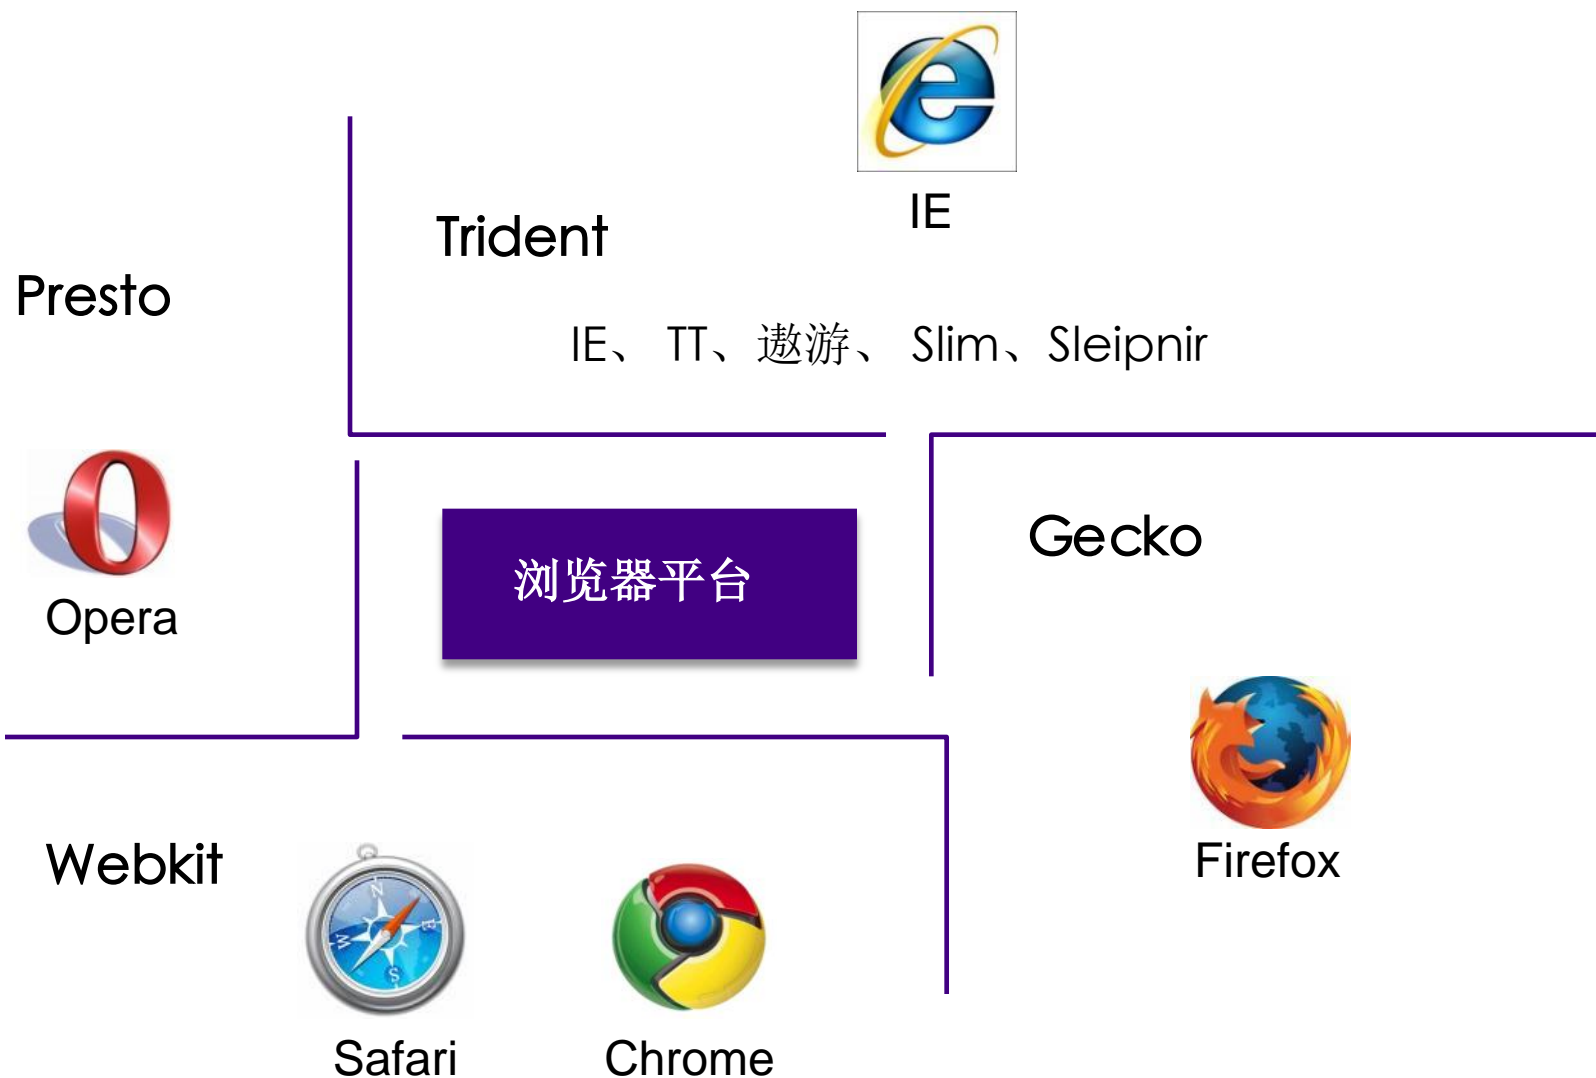 IE
Trident
Presto
IE、 TT、遨游、 Slim、Sleipnir
Gecko
浏览器平台
Opera
Webkit
Firefox
Safari
Chrome